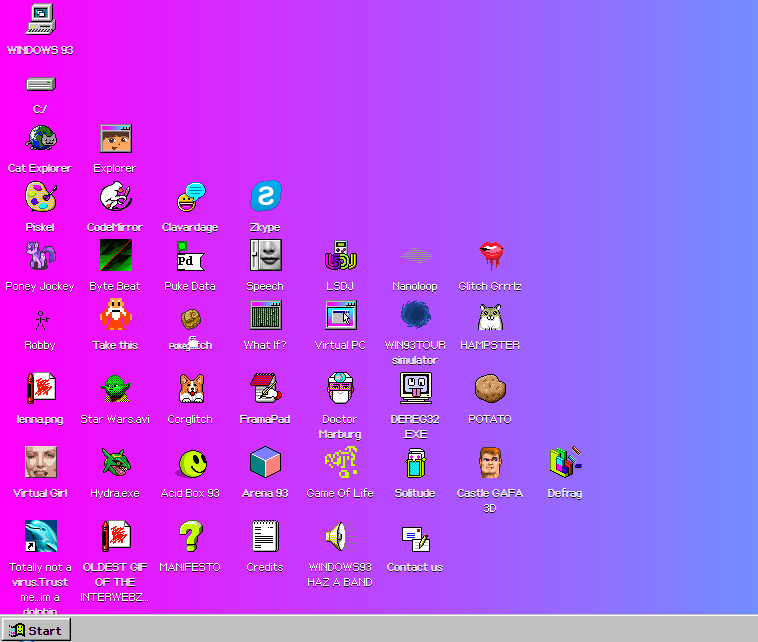 WINDOWS 93
C:/
Cat Explorer
Explorer
Piskel
CodeMirror
Clavardage
Zkype
Poney Jockey
Byte Beat
Pd
Puke Data
Speech
LSDJ
Nanoloop
Glitch Grrrlz
Robby
Take this
What If?
Virtual PC
WIN93TOUR
simulator
HAMPSTER
lenna.png
Star Wars.avi
Corglitch
FramaPad
Doctor
Marburg
DEREG32
.EXE
POTATO
Virtual Girl
Hydra.exe
Acid Box 93
Arena 93
Game Of Life
Solitude
Castle GAFA
3D
Defrag
Totally not a
virus.Trust
me...im a
dolphin
OLDEST GIF
OF THE
INTERWEBZ...
MANIFESTO
Credits
WINDOWS93
HAZ A BAND
Contact us
Start